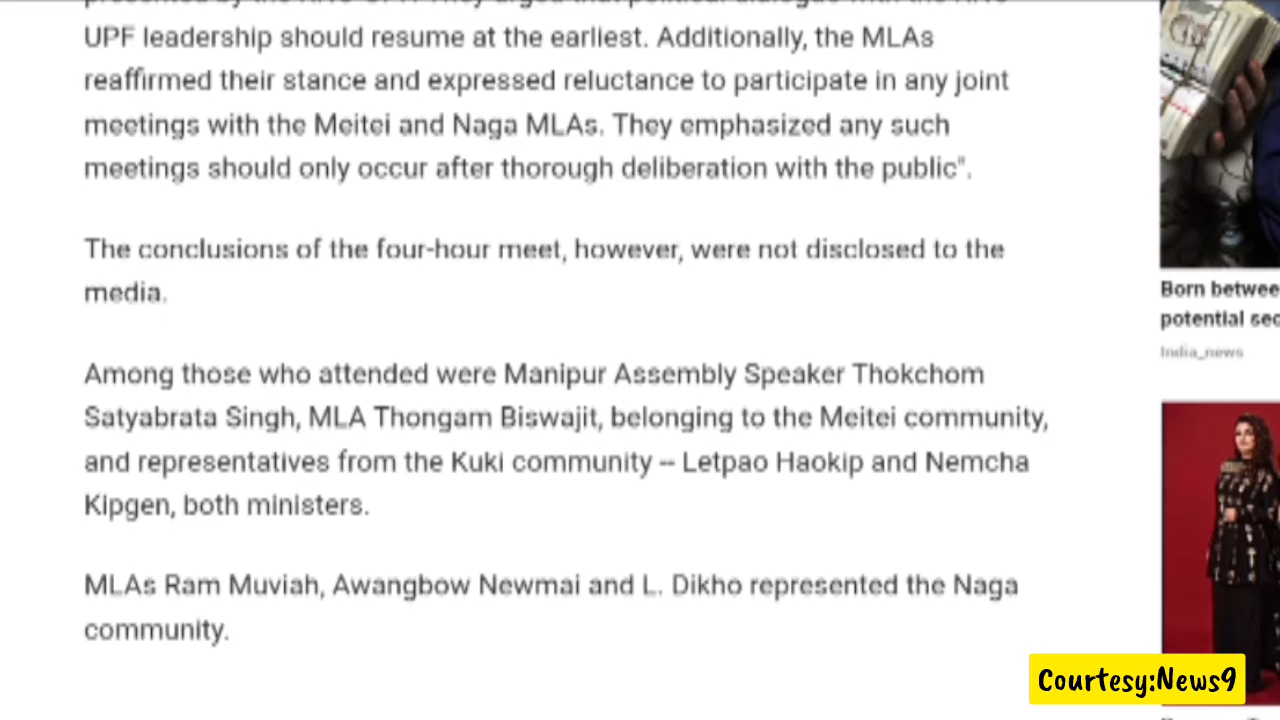 UPF leadership should resume at the earliest. Additionally, the MLAs
reaffirmed their stance and expressed reluctance to participate in any joint
meetings with the Meitei and Naga MLAs. They emphasized any such
meetings should only occur after thorough deliberation with the public".
The conclusions of the four-hour meet, however, were not disclosed to the
media.
Among those who attended were Manipur Assembly Speaker Thokchom
Satyabrata Singh, MLA Thongam Biswajit, belonging to the Meitei community,
and representatives from the Kuki community -- Letpao Haokip and Nemcha
Kipgen, both ministers.
MLAs Ram Muviah, Awangbow Newmai and L. Dikho represented the Naga
community.
Born betwee
potential sec
India_news
Courtesy:News9